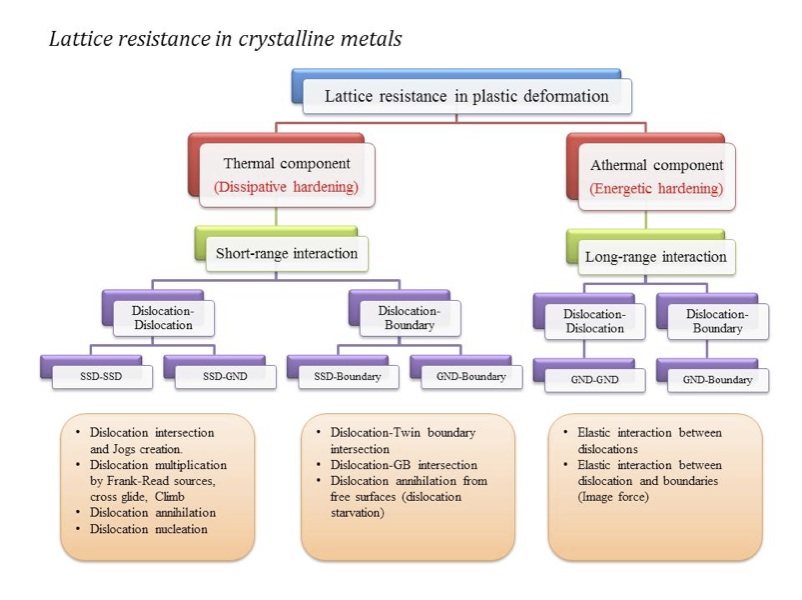 Lattice resistance in crystalline metals
Lattice resistance in plastic deformation
Thermal component
(Dissipative hardening)
Athermal component
(Energetic hardening)
Short-range interaction
Long-range interaction
Dislocation-
Dislocation
Dislocation-
Boundary
Dislocation-
Dislocation
Dislocation-
Boundary
SSD-SSD
SSD-GND
SSD-Boundary
GND-Boundary
GND-GND
GND-Boundary
• Dislocation intersection
and Jogs creation.
• Dislocation multiplication
by Frank-Read sources,
cross glide, Climb
• Dislocation annihilation
• Dislocation nucleation
• Dislocation-Twin boundary
intersection
• Dislocation-GB intersection
• Dislocation annihilation from
free surfaces (dislocation
starvation)
• Elastic interaction between
dislocations
• Elastic interaction between
dislocation and boundaries
(Image force)